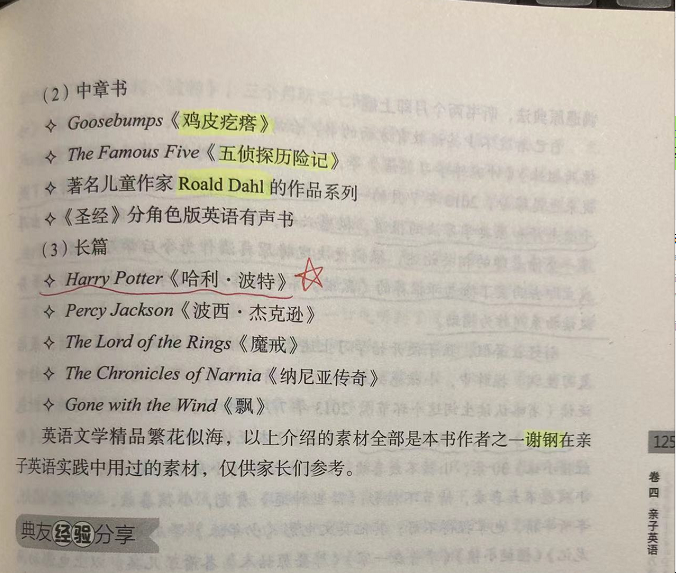 (2)中章书
✧ Goosebumps《鸡皮疙瘩》
✧ The Famous Five《五侦探历险记》
✧ 著名儿童作家 Roald Dahl 的作品系列
✧《圣经》分角色版英语有声书
(3)长篇
✧ Harry Potter《哈利·波特》
✧ Percy Jackson《波西·杰克逊》
✧ The Lord of the Rings《魔戒》
✧ The Chronicles of Narnia《纳尼亚传奇》
✧ Gone with the Wind《飘》
英语文学精品繁花似海，以上介绍的素材全部是本书作者之一谢钢在亲
子英语实践中用过的素材，仅供家长们参考。
典友经验分享
125
卷四 亲子英语